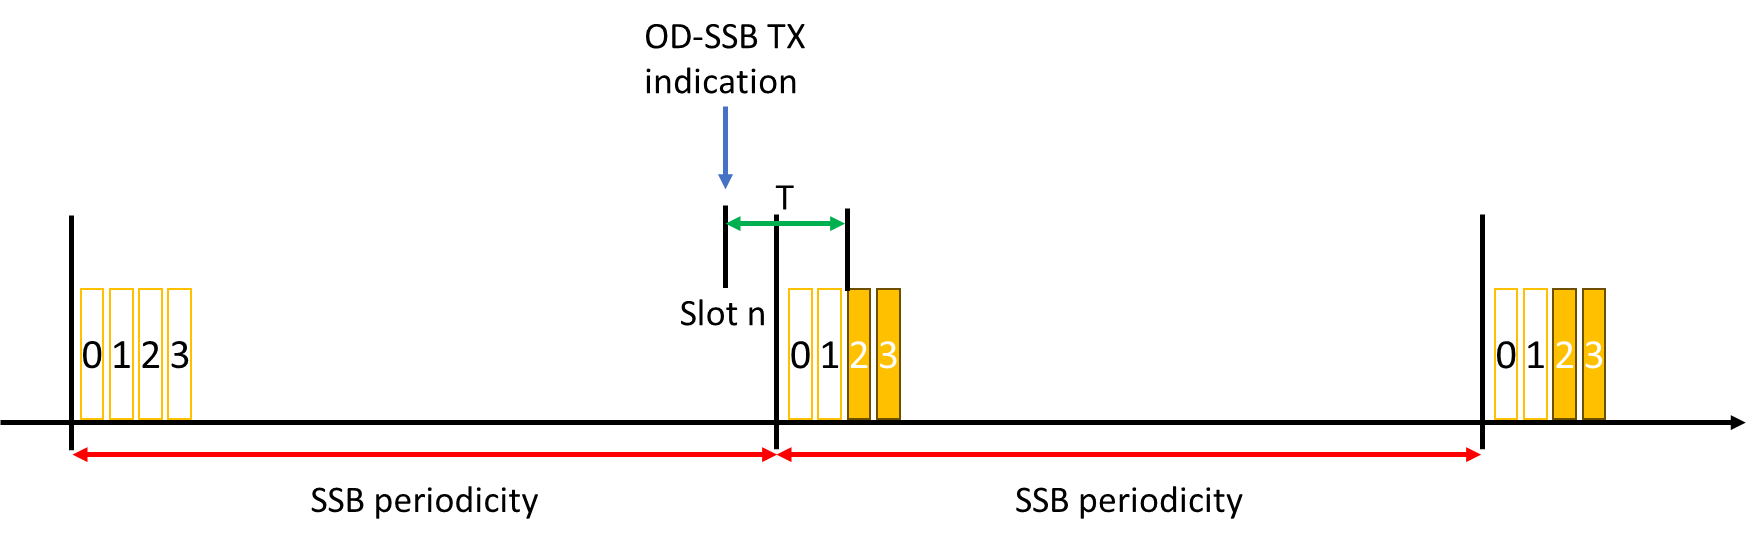 OD-SSB TX
indication
T
Slot n
0 1 2 3
0 1 2 3
0 1 2 3
SSB periodicity
SSB periodicity